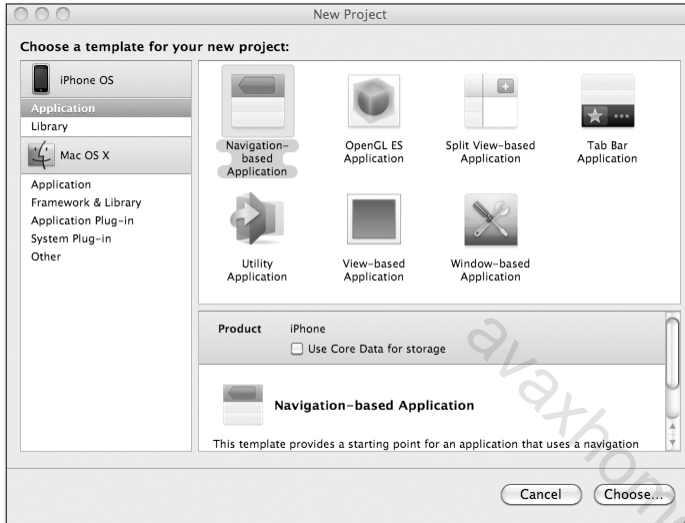 New Project
Choose a template for your new project:
iPhone OS
Application
Library
Mac OS X
Application
Framework & Library
Application Plug-in
System Plug-in
Other
Navigation-
based
Application
OpenGL ES
Application
Split View-based
Application
Tab Bar
Application
Utility
Application
View-based
Application
Window-based
Application
Product iPhone
Use Core Data for storage
Navigation-based Application
This template provides a starting point for an application that uses a navigation
Cancel Choose...